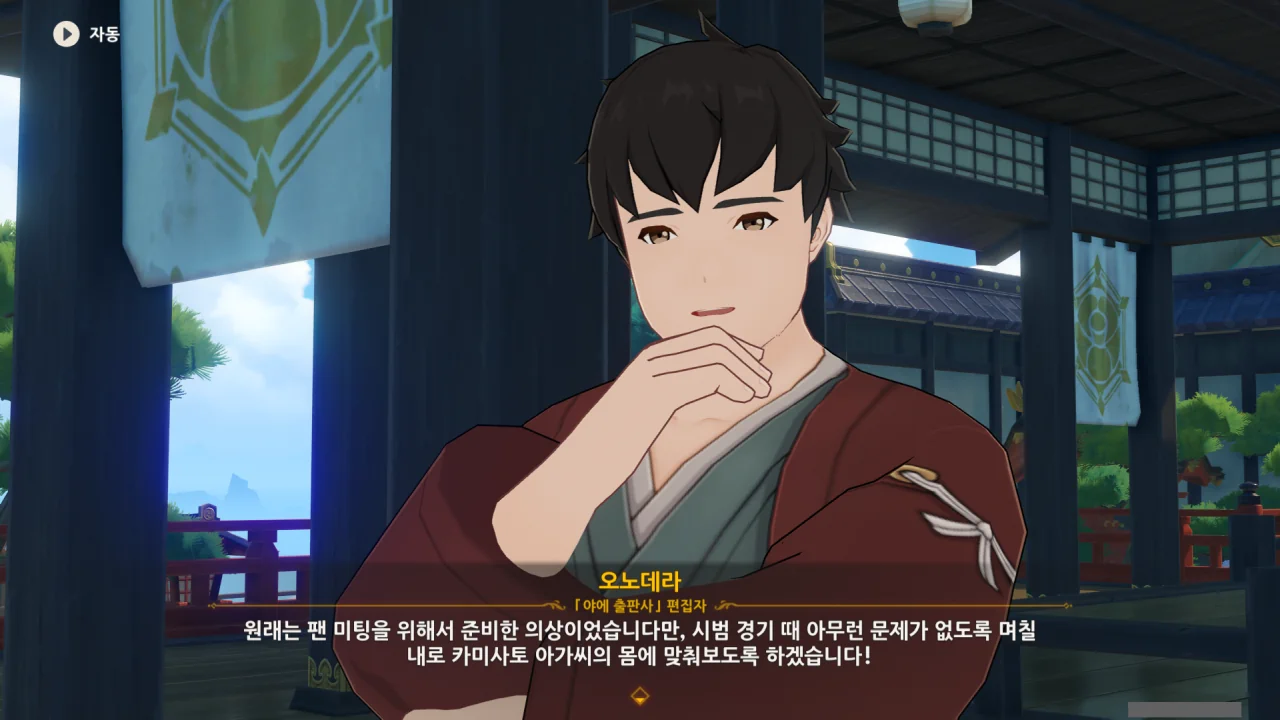 자동
오노데라
「야에 출판사」 편집자
원래는 팬 미팅을 위해서 준비한 의상이었습니다만, 시범 경기 때 아무런 문제가 없도록 며칠
내로 카미사토 아가씨의 몸에 맞춰보도록 하겠습니다!